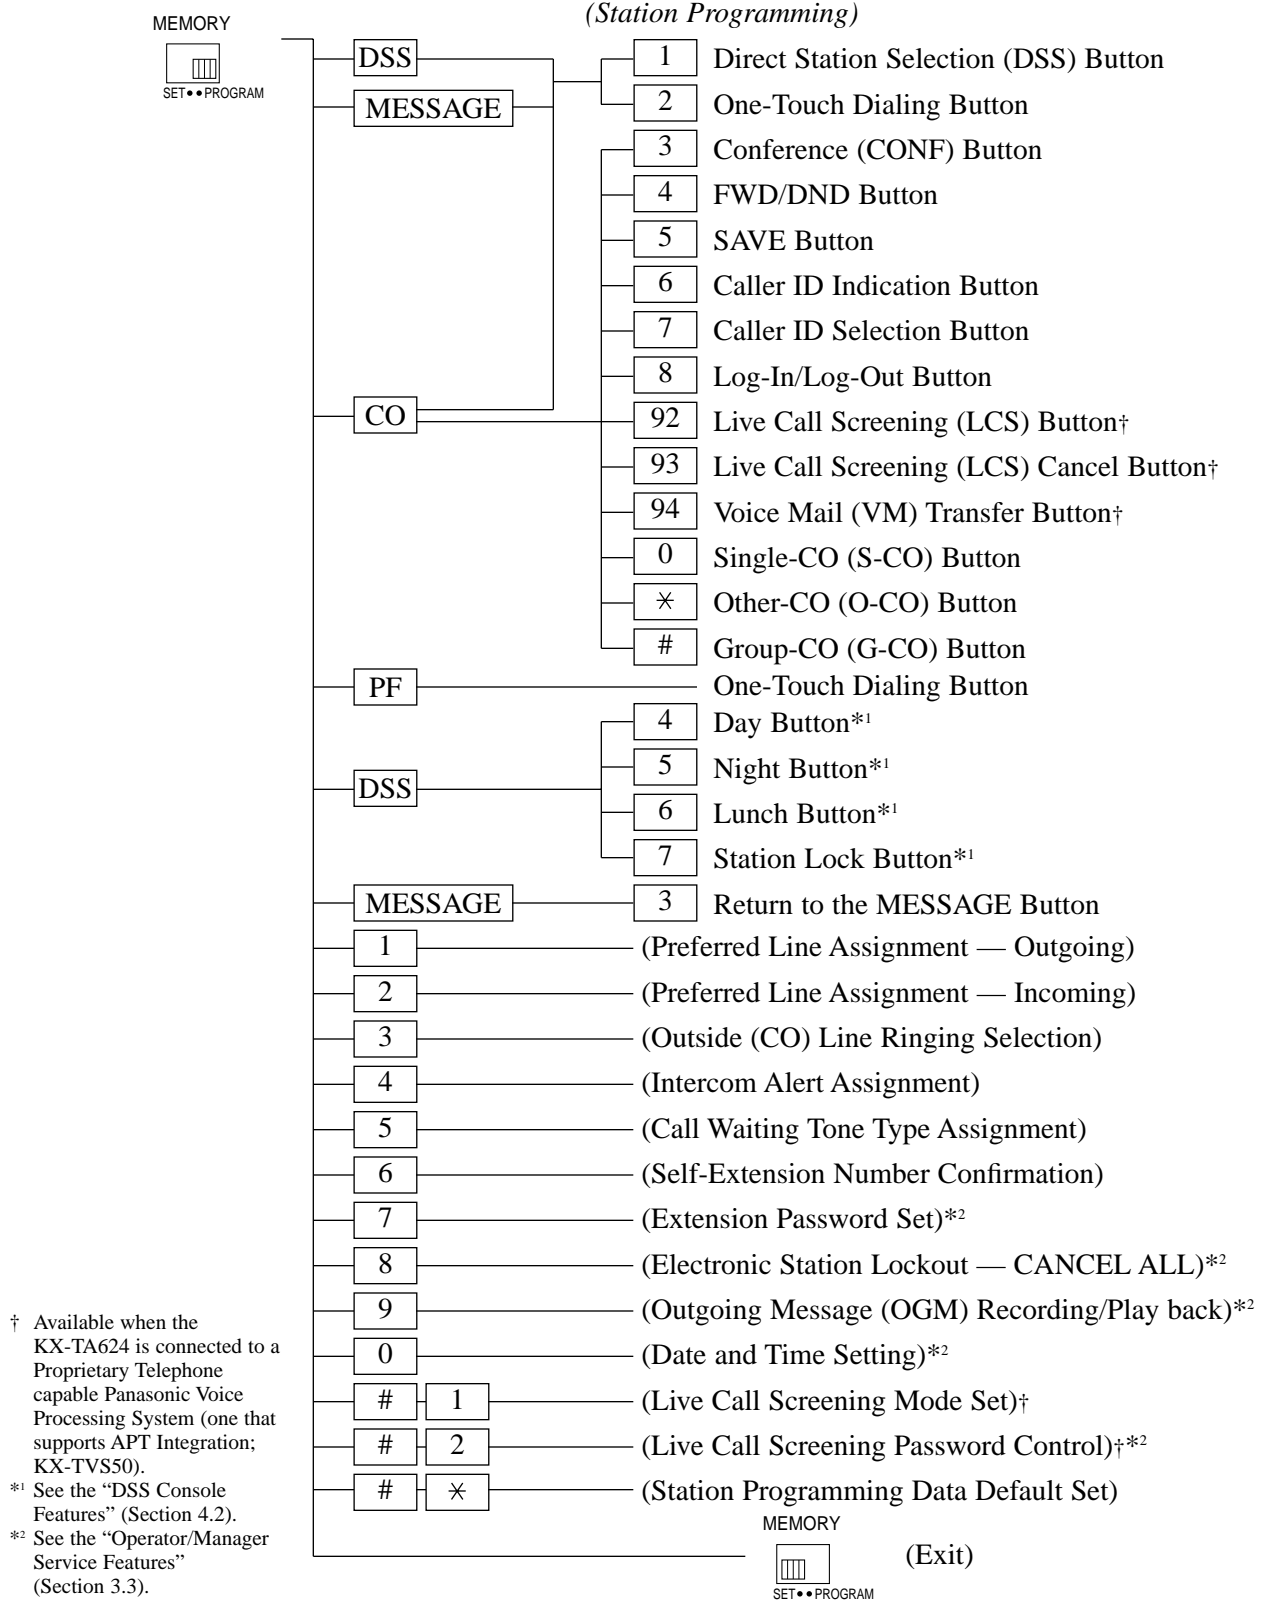 (Station Programming)
MEMORY
SET●●PROGRAM
DSS
1 Direct Station Selection (DSS) Button
MESSAGE
2 One-Touch Dialing Button
3 Conference (CONF) Button
4 FWD/DND Button
5 SAVE Button
6 Caller ID Indication Button
7 Caller ID Selection Button
8 Log-In/Log-Out Button
CO
92 Live Call Screening (LCS) Button†
93 Live Call Screening (LCS) Cancel Button†
94 Voice Mail (VM) Transfer Button†
0 Single-CO (S-CO) Button
* Other-CO (O-CO) Button
# Group-CO (G-CO) Button
PF One-Touch Dialing Button
4 Day Button*1
5 Night Button*1
DSS
6 Lunch Button*1
7 Station Lock Button*1
MESSAGE 3 Return to the MESSAGE Button
1 (Preferred Line Assignment — Outgoing)
2 (Preferred Line Assignment — Incoming)
3 (Outside (CO) Line Ringing Selection)
4 (Intercom Alert Assignment)
5 (Call Waiting Tone Type Assignment)
6 (Self-Extension Number Confirmation)
7 (Extension Password Set)*2
8 (Electronic Station Lockout — CANCEL ALL)*2
9 (Outgoing Message (OGM) Recording/Play back)*2
0 (Date and Time Setting)*2
# 1 (Live Call Screening Mode Set)†
# 2 (Live Call Screening Password Control)†*2
# * (Station Programming Data Default Set)
MEMORY
(Exit)
SET●●PROGRAM
† Available when the
KX-TA624 is connected to a
Proprietary Telephone
capable Panasonic Voice
Processing System (one that
supports APT Integration;
KX-TVS50).
*1 See the “DSS Console
Features” (Section 4.2).
*2 See the “Operator/Manager
Service Features”
(Section 3.3).